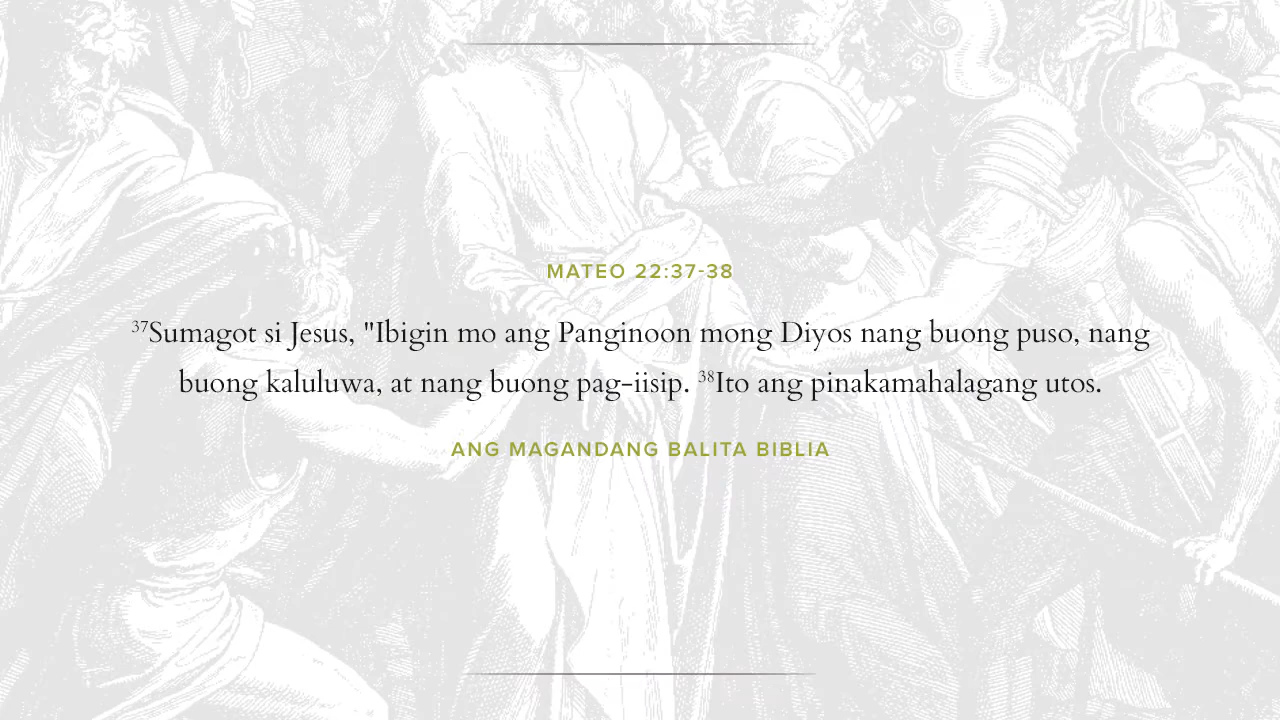 MATEO 22:37-38
37Sumagot si Jesus, "Ibigin mo ang Panginoon mong Diyos nang buong puso, nang
buong kaluluwa, at nang buong pag-iisip. 38Ito ang pinakamahalagang utos.
ANG MAGANDANG BALITA BIBLIA